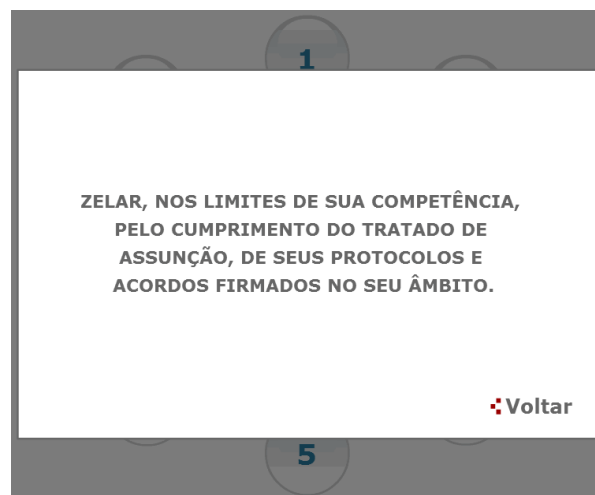 1
ZELAR, NOS LIMITES DE SUA COMPETÊNCIA,
PELO CUMPRIMENTO DO TRATADO DE
ASSUNÇÃO, DE SEUS PROTOCOLOS E
ACORDOS FIRMADOS NO SEU ÂMBITO.
Voltar
5